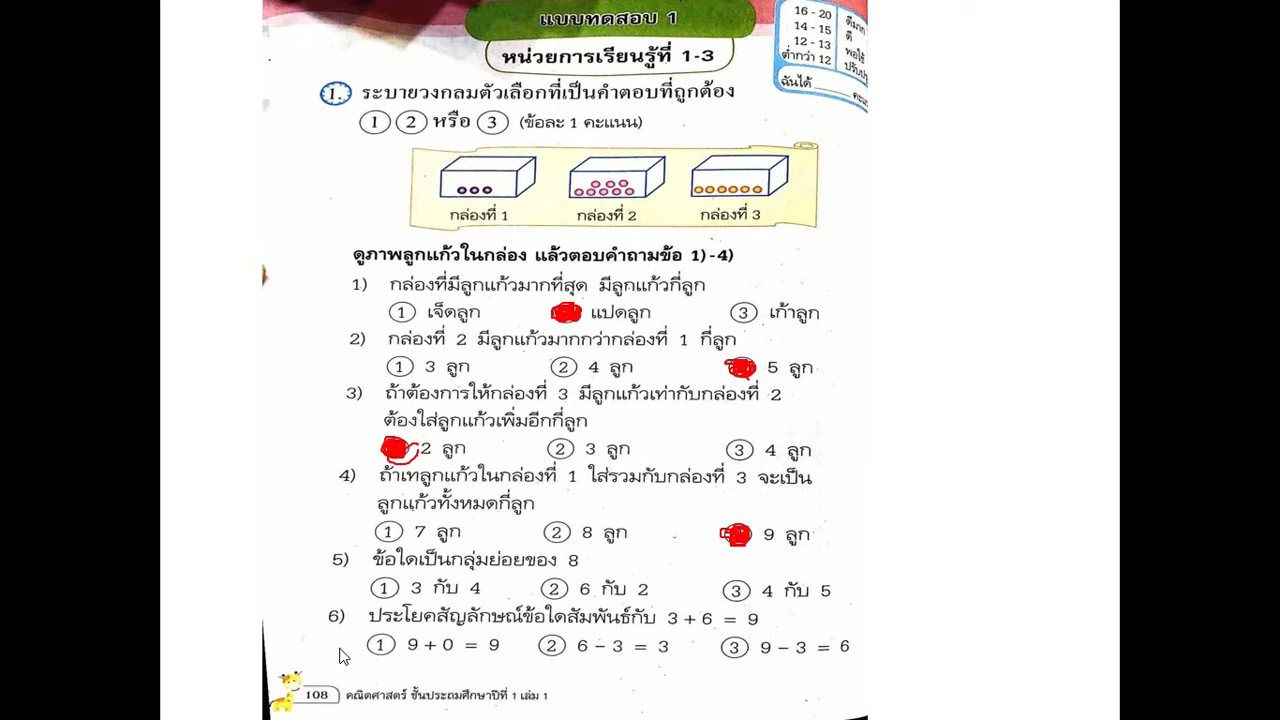 แบบทดสอบ 1
หน่วยการเรียนรู้ที่ 1-3
16 - 20 ดีมาก
14 - 15 ดี
12 - 13 พอใช้
ต่ำกว่า 12 ปรับปรุ
ฉันได้ ______ คะแน
1. ระบายวงกลมตัวเลือกที่เป็นคำตอบที่ถูกต้อง
1 2 หรือ 3 (ข้อละ 1 คะแนน)
กล่องที่ 1 กล่องที่ 2 กล่องที่ 3
ดูภาพลูกแก้วในกล่อง แล้วตอบคำถามข้อ 1)-4)
1) กล่องที่มีลูกแก้วมากที่สุด มีลูกแก้วกี่ลูก
1 เจ็ดลูก แปดลูก 3 เก้าลูก
2) กล่องที่ 2 มีลูกแก้วมากกว่ากล่องที่ 1 กี่ลูก
1 3 ลูก 2 4 ลูก 5 ลูก
3) ถ้าต้องการให้กล่องที่ 3 มีลูกแก้วเท่ากับกล่องที่ 2
ต้องใส่ลูกแก้วเพิ่มอีกกี่ลูก
2 ลูก 2 3 ลูก 3 4 ลูก
4) ถ้าเทลูกแก้วในกล่องที่ 1 ใส่รวมกับกล่องที่ 3 จะเป็น
ลูกแก้วทั้งหมดกี่ลูก
1 7 ลูก 2 8 ลูก 9 ลูก
5) ข้อใดเป็นกลุ่มย่อยของ 8
1 3 กับ 4 2 6 กับ 2 3 4 กับ 5
6) ประโยคสัญลักษณ์ข้อใดสัมพันธ์กับ 3 + 6 = 9
1 9 + 0 = 9 2 6 - 3 = 3 3 9 - 3 = 6
108 คณิตศาสตร์ ชั้นประถมศึกษาปีที่ 1 เล่ม 1